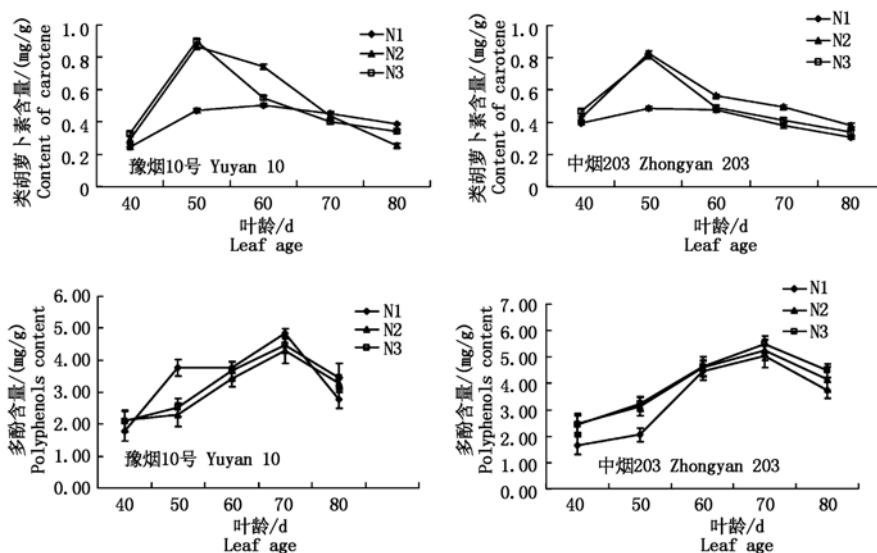 类胡萝卜素含量/(mg/g)
Content of carotene
1.0
0.8
0.6
0.4
0.2
0
N1
N2
N3
豫烟10号 Yuyan 10
40 50 60 70 80
叶龄/d
Leaf age
类胡萝卜素含量/(mg/g)
Content of carotene
1.0
0.8
0.6
0.4
0.2
0
N1
N2
N3
中烟203 Zhongyan 203
40 50 60 70 80
叶龄/d
Leaf age
多酚含量/(mg/g)
Polyphenols content
6.00
5.00
4.00
3.00
2.00
1.00
0.00
N1
N2
N3
豫烟10号 Yuyan 10
40 50 60 70 80
叶龄/d
Leaf age
多酚含量/(mg/g)
Polyphenols content
7.00
6.00
5.00
4.00
3.00
2.00
1.00
0.00
N1
N2
N3
中烟203 Zhongyan 203
40 50 60 70 80
叶龄/d
Leaf age